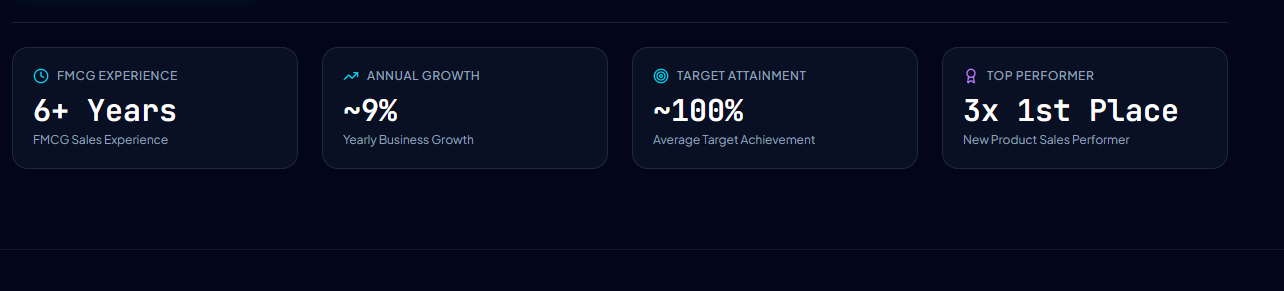 FMCG EXPERIENCE
6+ Years
FMCG Sales Experience
ANNUAL GROWTH
~9%
Yearly Business Growth
TARGET ATTAINMENT
~100%
Average Target Achievement
TOP PERFORMER
3x 1st Place
New Product Sales Performer